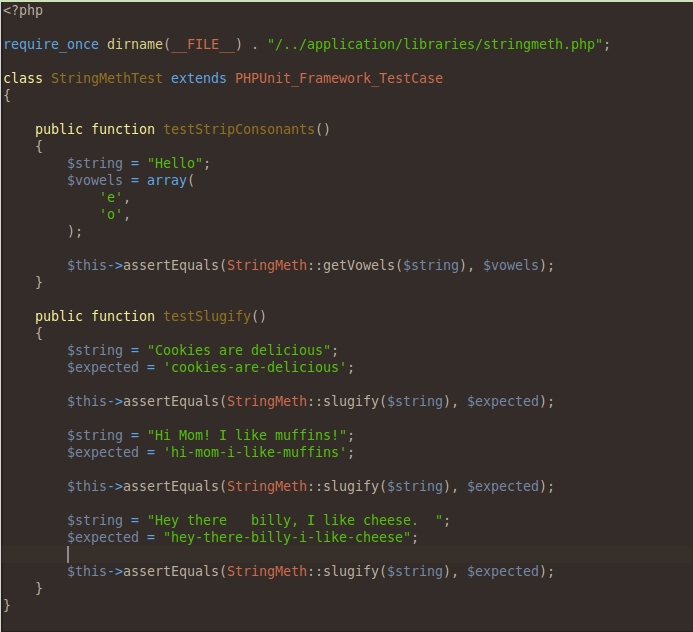 <?php
require_once dirname(__FILE__) . "/../application/libraries/stringmeth.php";
class StringMethTest extends PHPUnit_Framework_TestCase
{
    public function testStripConsonants()
    {
        $string = "Hello";
        $vowels = array(
            'e',
            'o',
        );
        $this->assertEquals(StringMeth::getVowels($string), $vowels);
    }
    public function testSlugify()
    {
        $string = "Cookies are delicious";
        $expected = 'cookies-are-delicious';
        $this->assertEquals(StringMeth::slugify($string), $expected);
        $string = "Hi Mom! I like muffins!";
        $expected = 'hi-mom-i-like-muffins';
        $this->assertEquals(StringMeth::slugify($string), $expected);
        $string = "Hey there   billy, I like cheese.  ";
        $expected = "hey-there-billy-i-like-cheese";
        $this->assertEquals(StringMeth::slugify($string), $expected);
    }
}